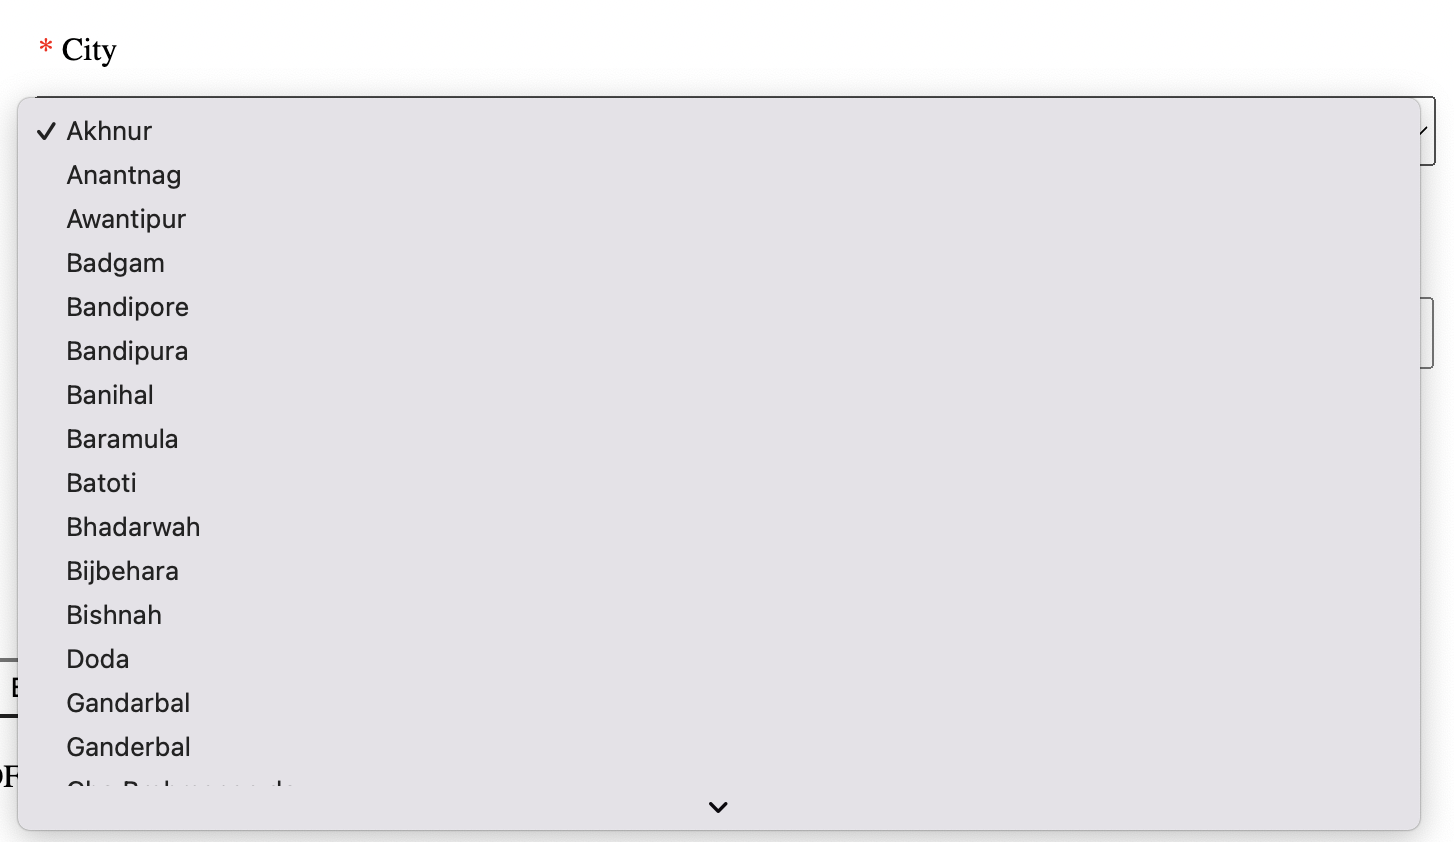 * City
Akhnur
Anantnag
Awantipur
Badgam
Bandipore
Bandipura
Banihal
Baramula
Batoti
Bhadarwah
Bijbehara
Bishnah
Doda
Gandarbal
Ganderbal